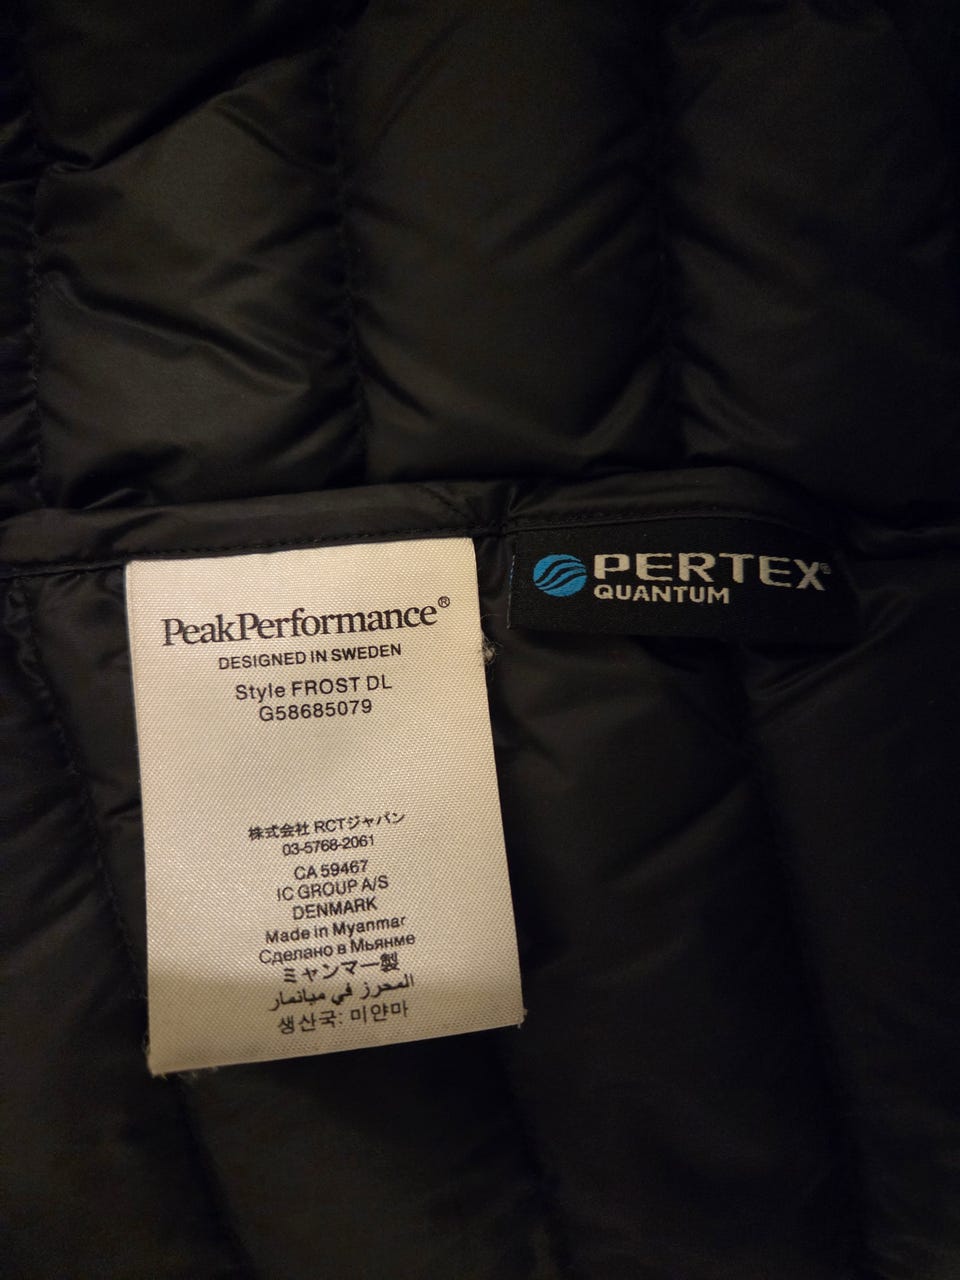 PeakPerformance®
DESIGNED IN SWEDEN
Style FROST DL
G58685079
株式会社 RCTジャパン
03-5768-2061
CA 59467
IC GROUP A/S
DENMARK
Made in Myanmar
Сделано в Мьянме
ミャンマー製
المحرز في ميانمار
생산국: 미얀마
PERTEX®
QUANTUM